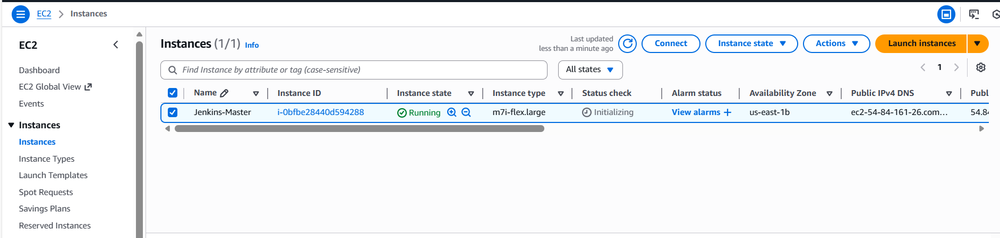 EC2 Instances
EC2
Dashboard
EC2 Global View
Events
Instances
Instances
Instance Types
Launch Templates
Spot Requests
Savings Plans
Reserved Instances
Instances (1/1) Info
Last updated
less than a minute ago
Connect Instance state Actions Launch instances
Find Instance by attribute or tag (case-sensitive) All states 1
Name Instance ID Instance state Instance type Status check Alarm status Availability Zone Public IPv4 DNS Publ
Jenkins-Master i-0bfbe28440d594288 Running m7i-flex.large Initializing View alarms + us-east-1b ec2-54-84-161-26.com… 54.84